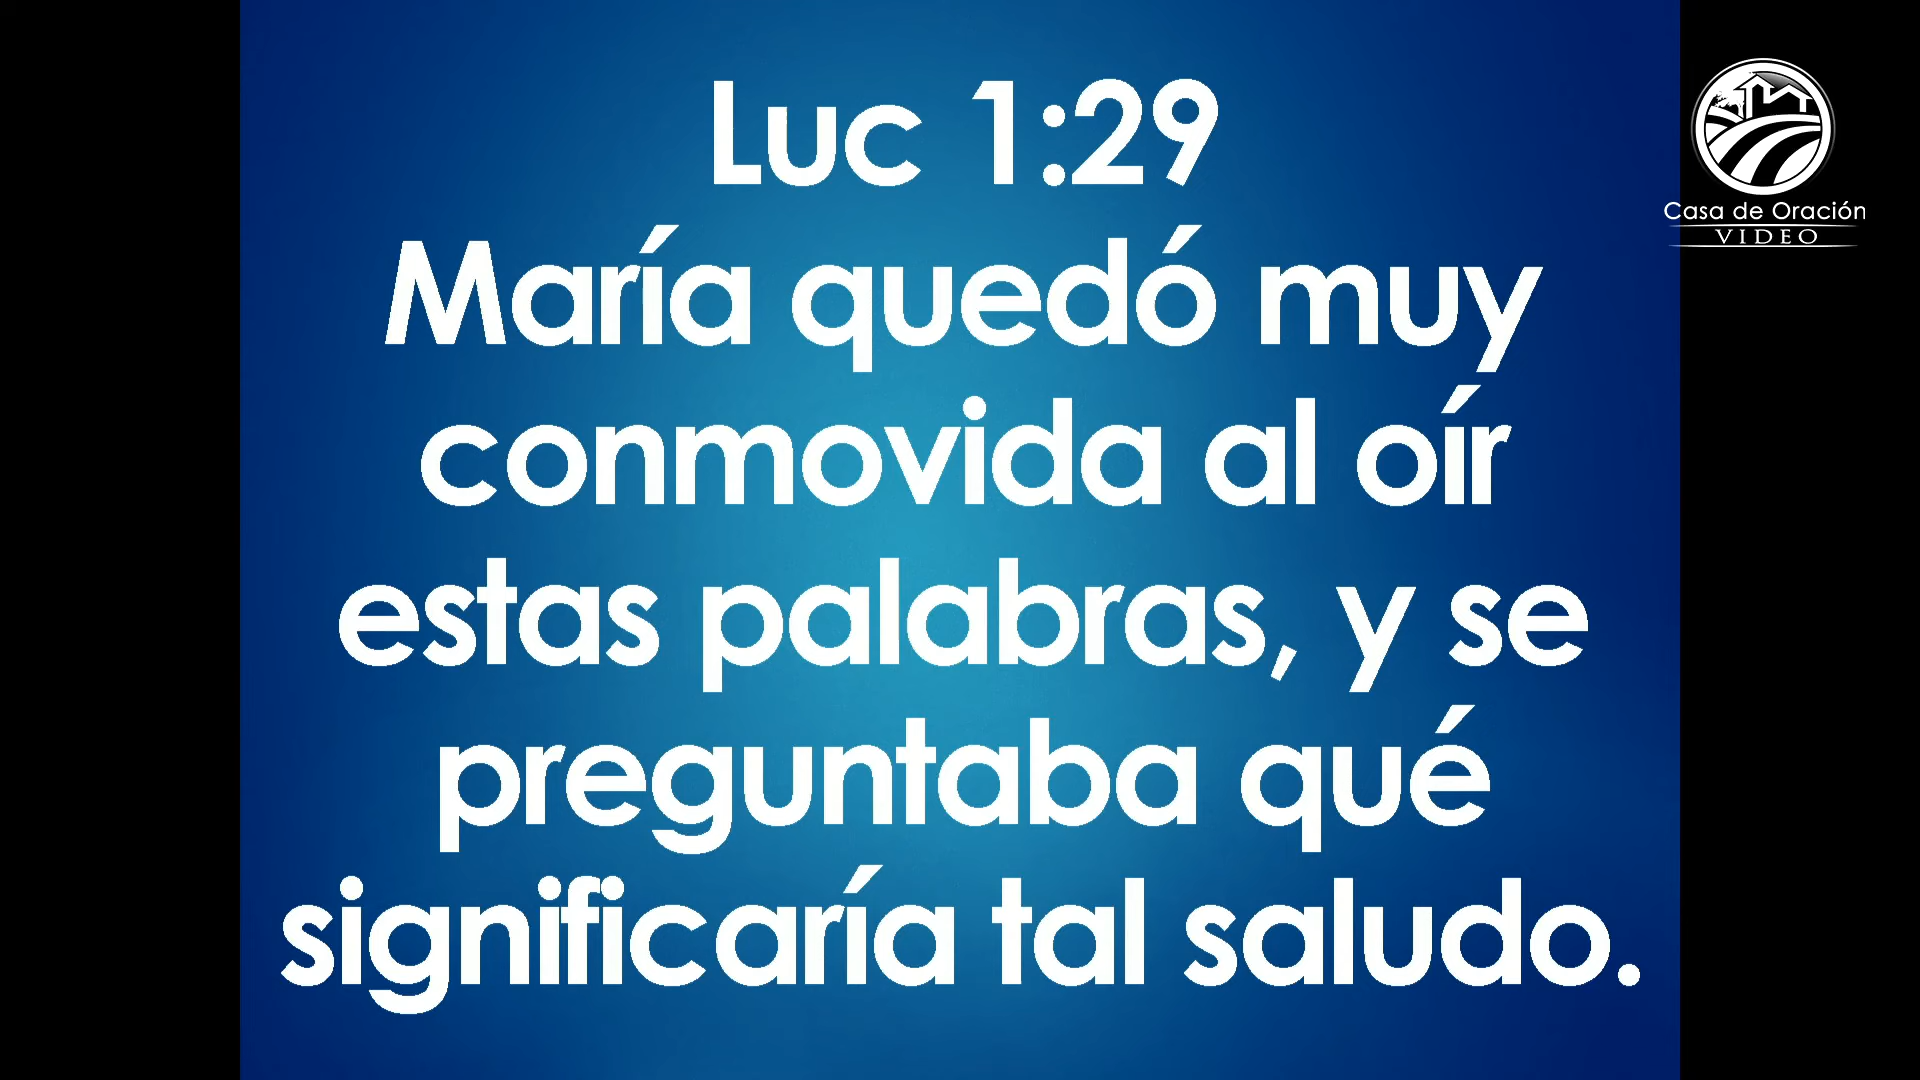 Luc 1:29
María quedó muy
conmovida al oír
estas palabras, y se
preguntaba qué
significaría tal saludo.
Casa de Oración
VIDEO